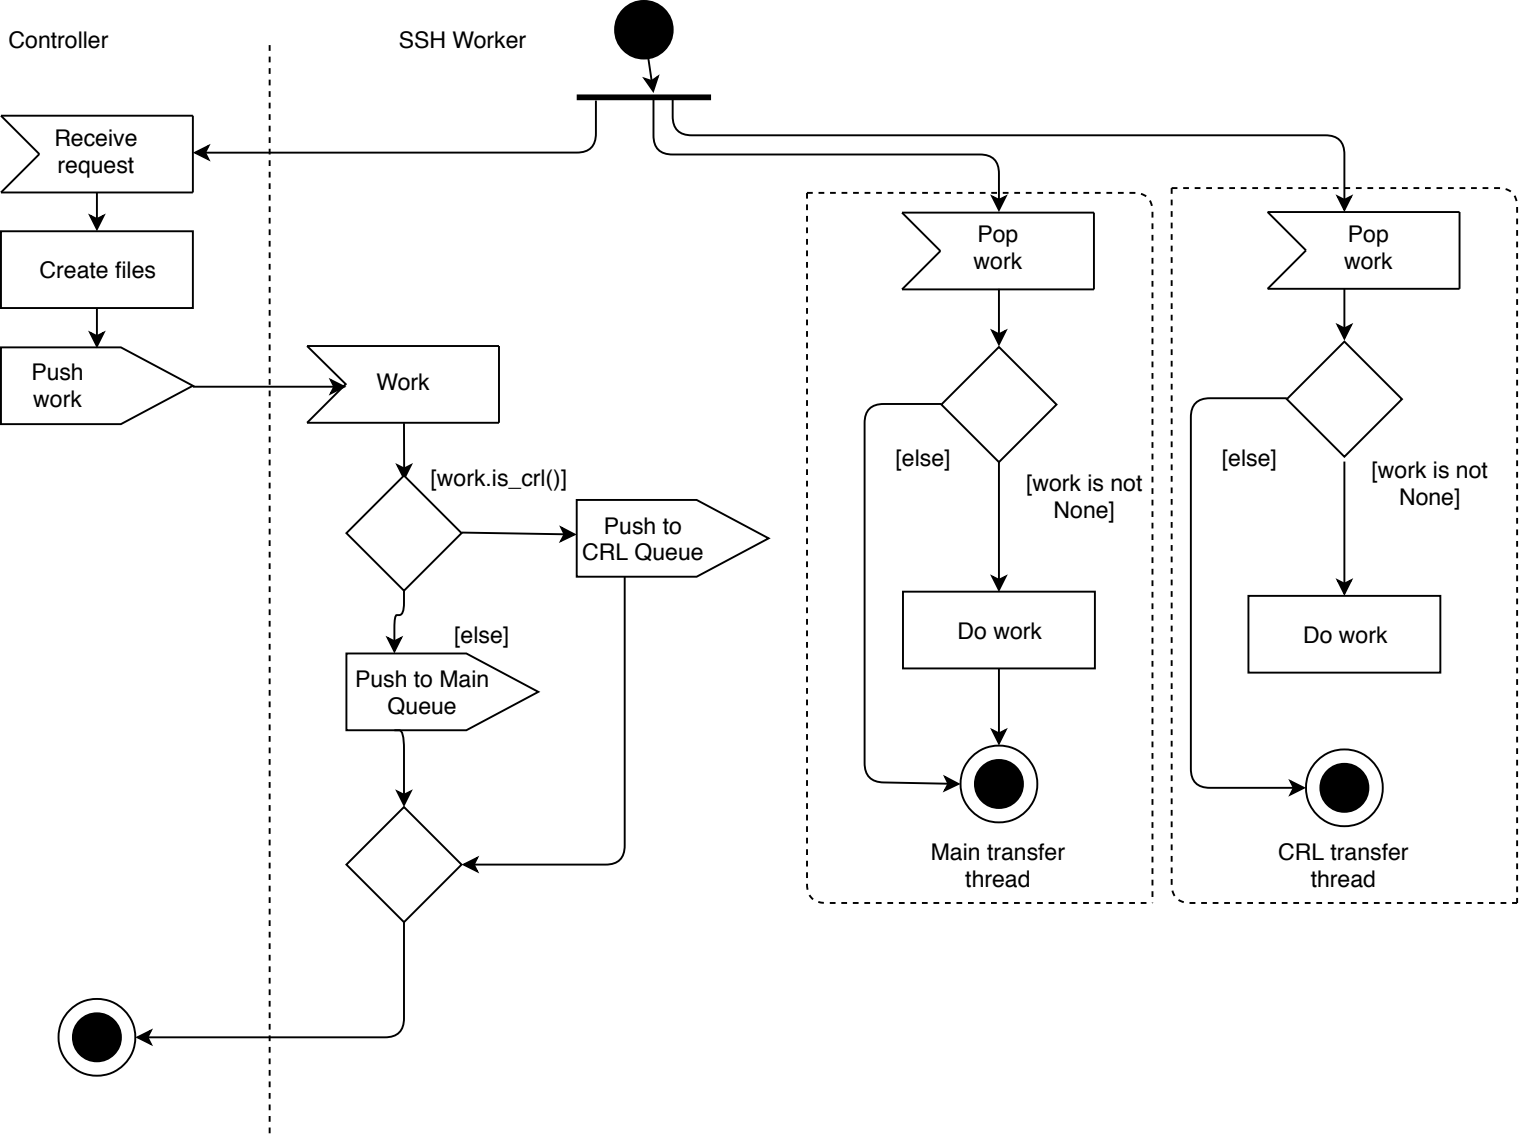 Controller
SSH Worker
Receive
request
Create files
Push
work
Work
[work.is_crl()]
Push to
CRL Queue
[else]
Push to Main
Queue
Pop
work
[else]
[work is not
None]
Do work
Main transfer
thread
Pop
work
[else]
[work is not
None]
Do work
CRL transfer
thread